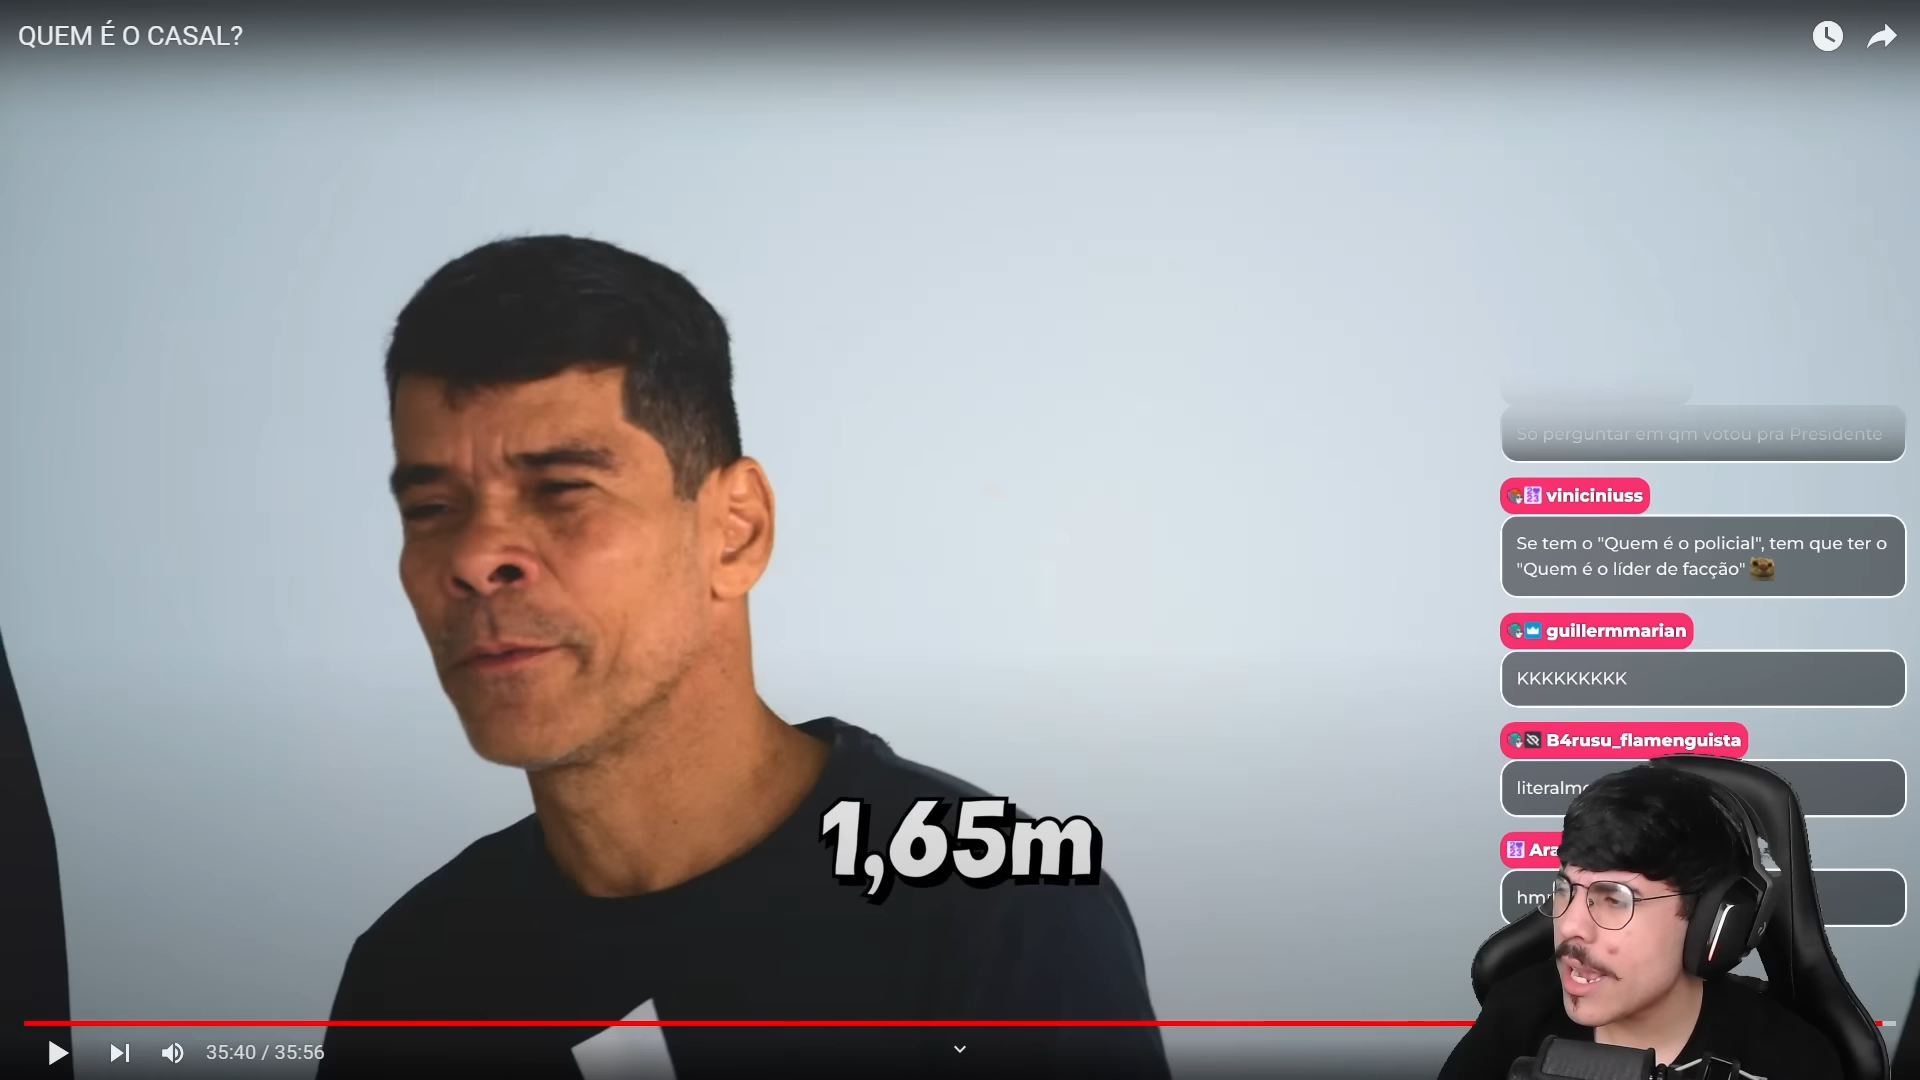 QUEM É O CASAL?
Só perguntar em qm votou pra Presidente
viniciniuss
Se tem o "Quem é o policial", tem que ter o
"Quem é o líder de facção"
guillermmarian
KKKKKKKKK
B4rusu_flamenguista
1,65m
35:40 / 35:56